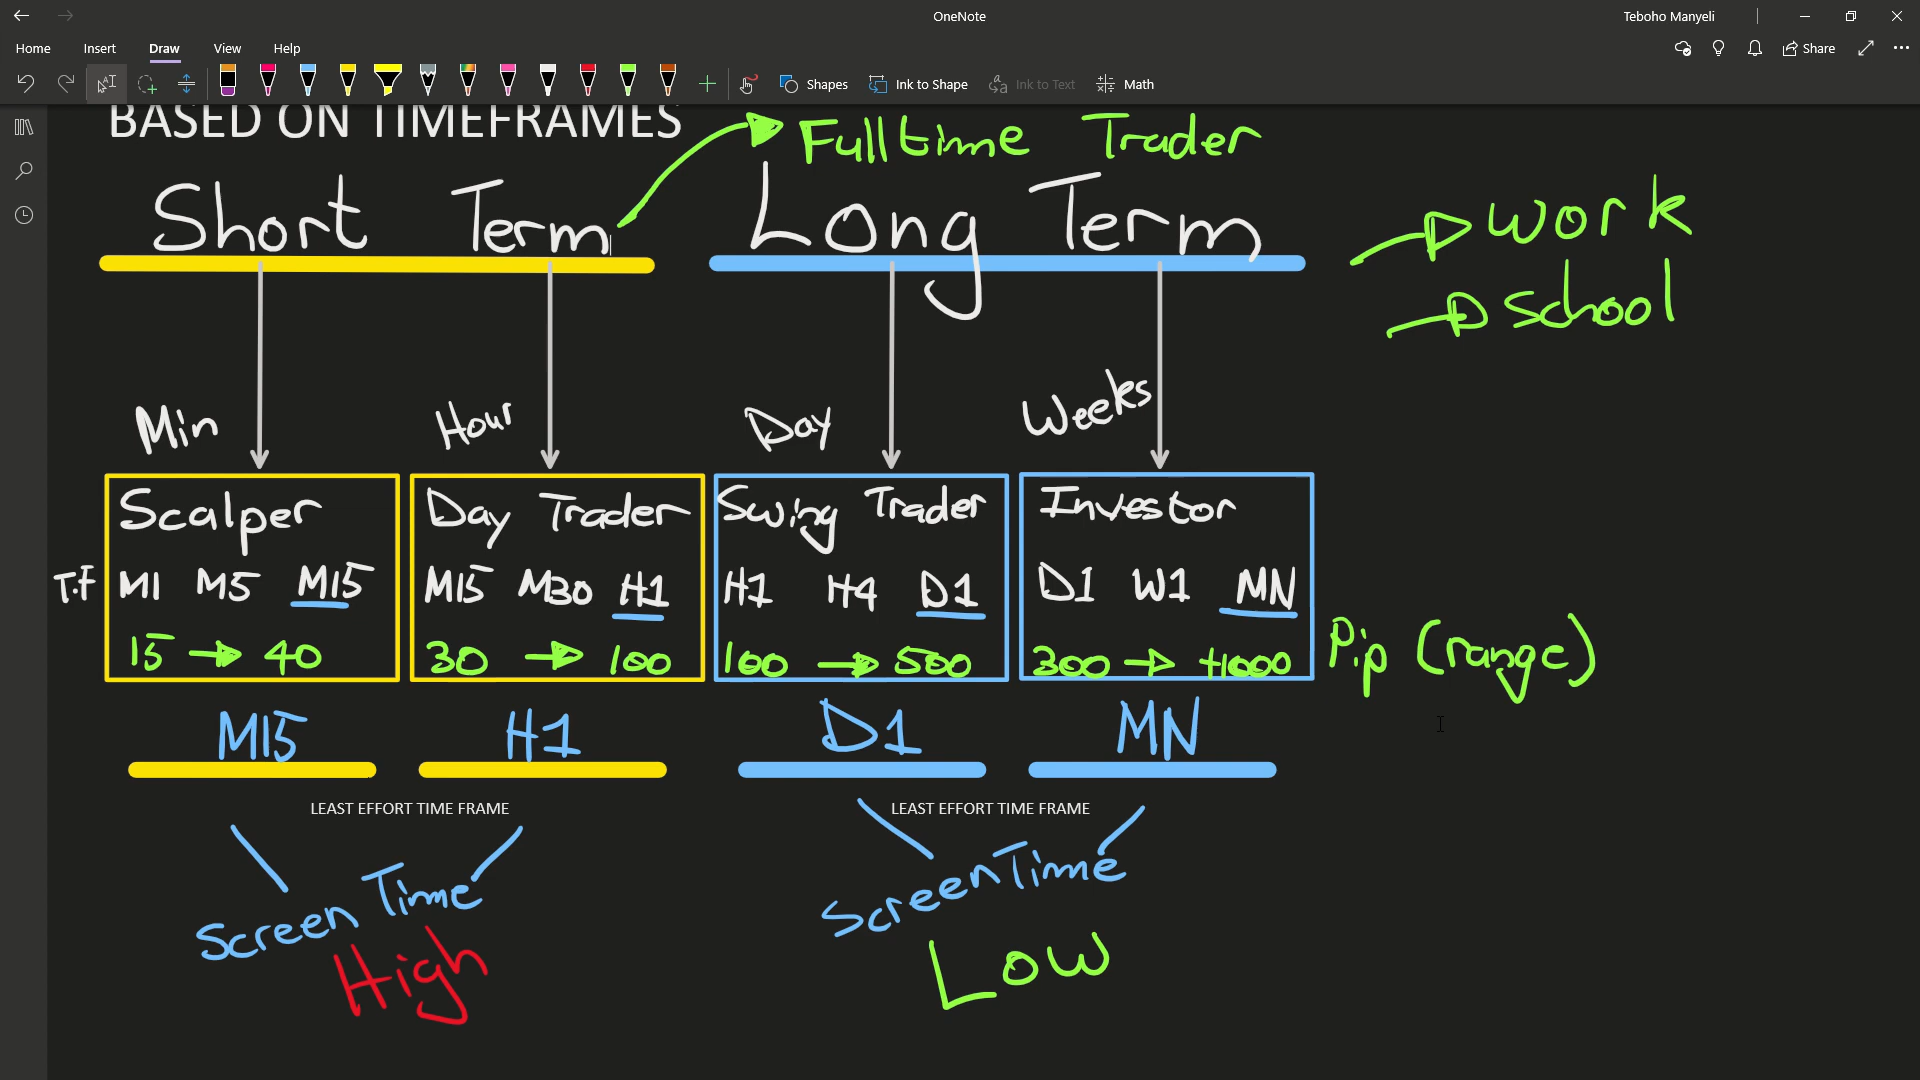 OneNote
Teboho Manyeli
Home Insert Draw View Help
Share
Shapes Ink to Shape Ink to Text Math
BASED ON TIMEFRAMES
Fulltime Trader
Short Term Long Term
work
school
Min Hour Day Weeks
Scalper Day Trader Swing Trader Investor
T.F M1 M5 M15 M15 M30 H1 H1 H4 D1 D1 W1 MN
15 → 40 30 → 100 100 → 500 300 → +1000 Pip (range)
M15 H1 D1 MN
LEAST EFFORT TIME FRAME LEAST EFFORT TIME FRAME
Screen Time Screen Time
High Low